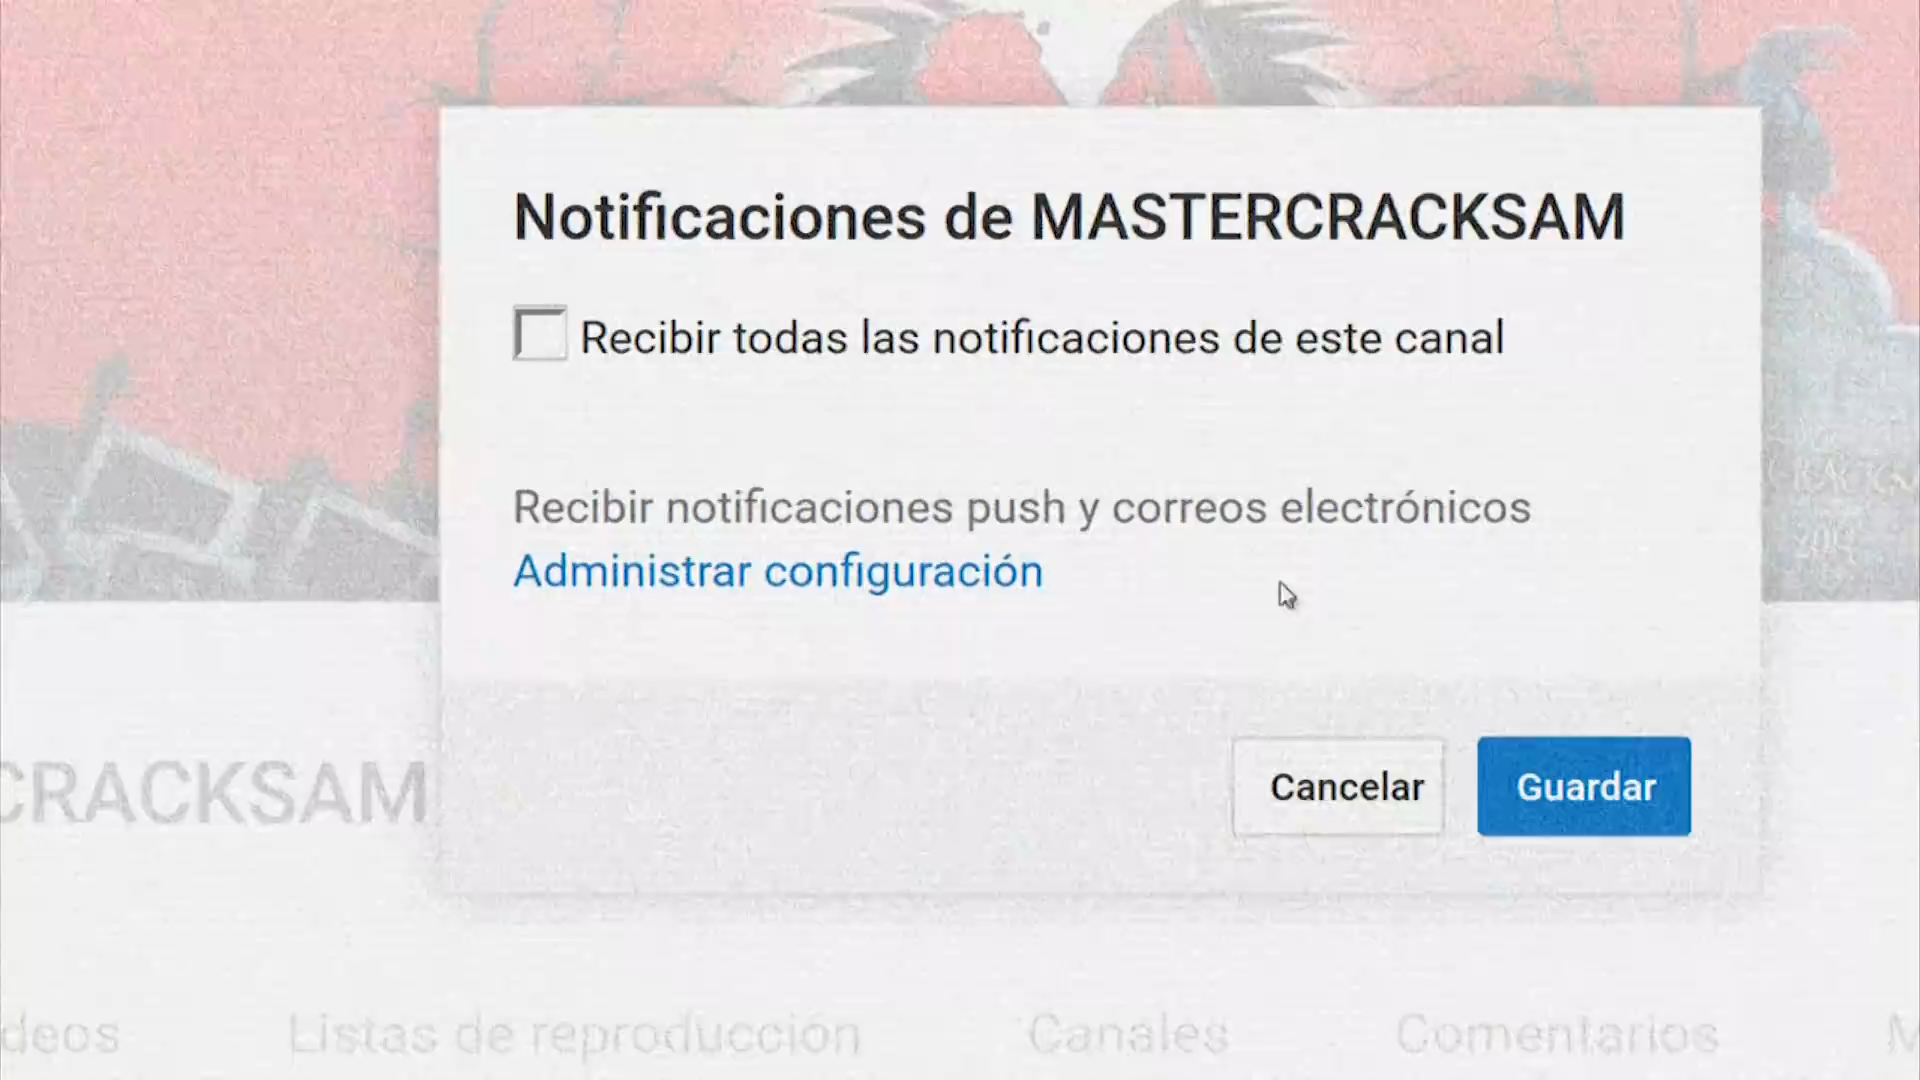 Notificaciones de MASTERCRACKSAM
Recibir todas las notificaciones de este canal
Recibir notificaciones push y correos electrónicos
Administrar configuración
Cancelar Guardar
CRACKSAM
deos Listas de reproducción Canales Comentarios M